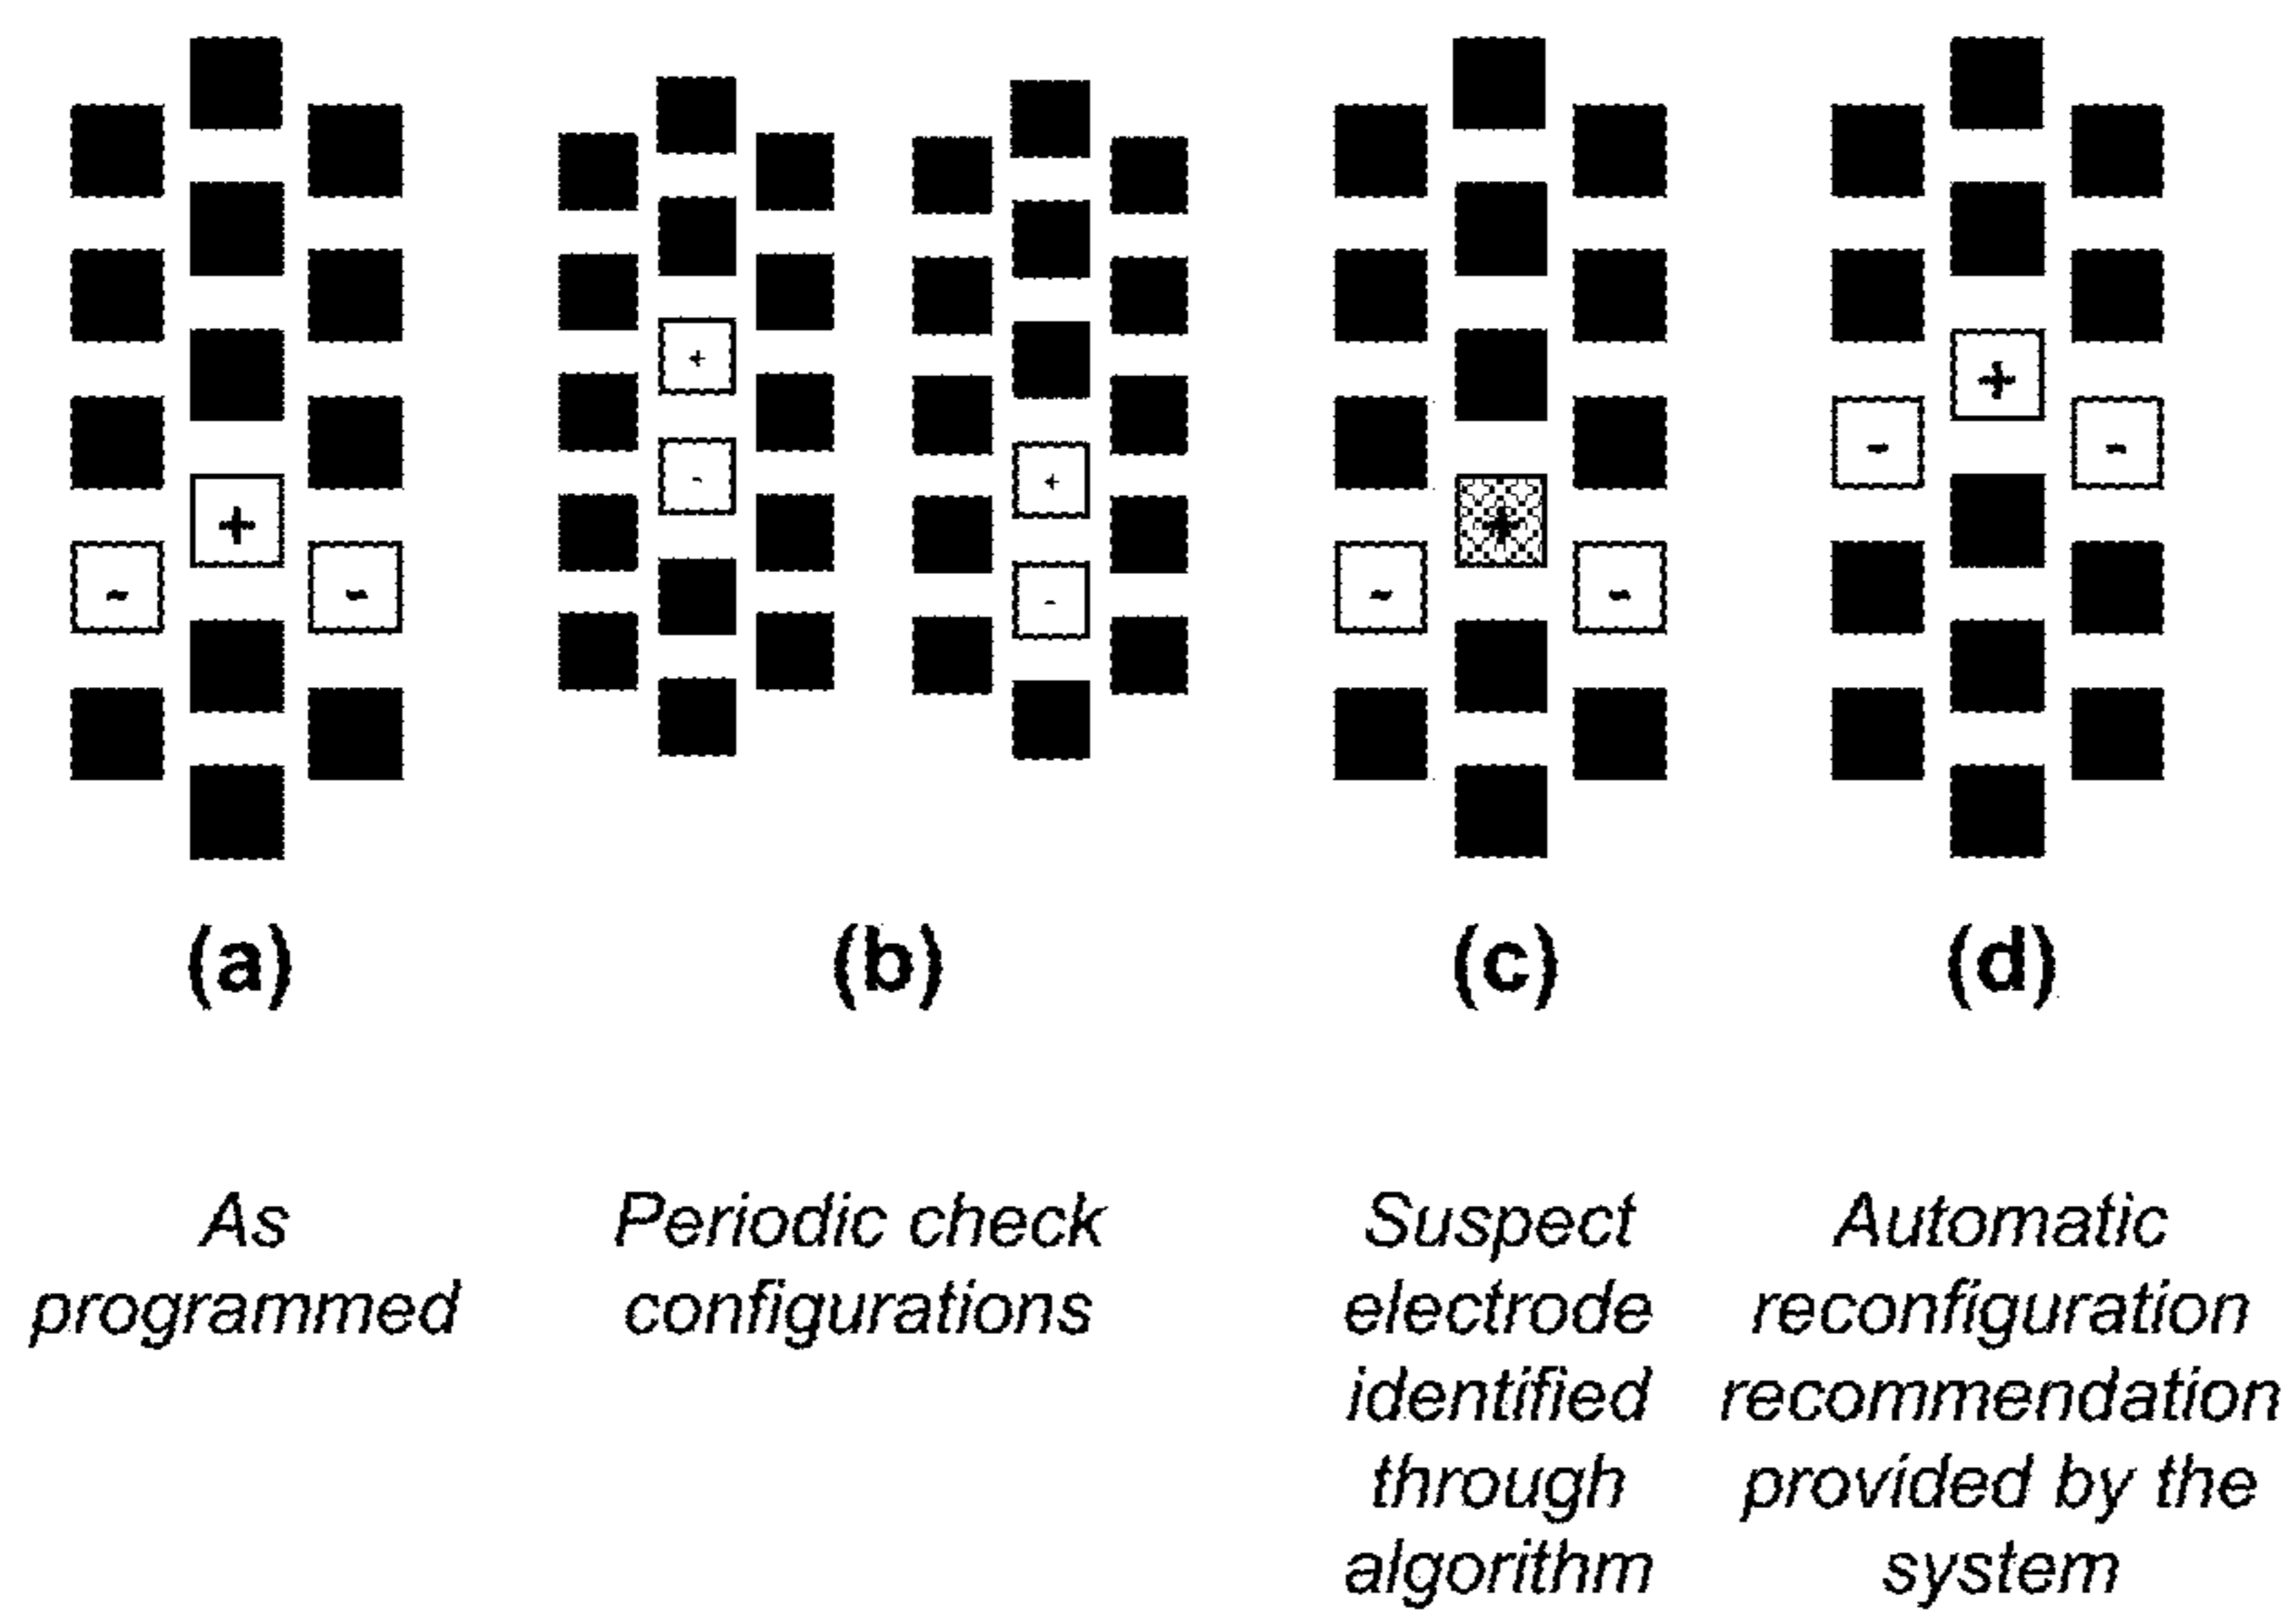 +
- -
+
-
+
-
+
- -
+
- -
(a) (b) (c) (d)
As
programmed
Periodic check
configurations
Suspect
electrode
identified
through
algorithm
Automatic
reconfiguration
recommendation
provided by the
system